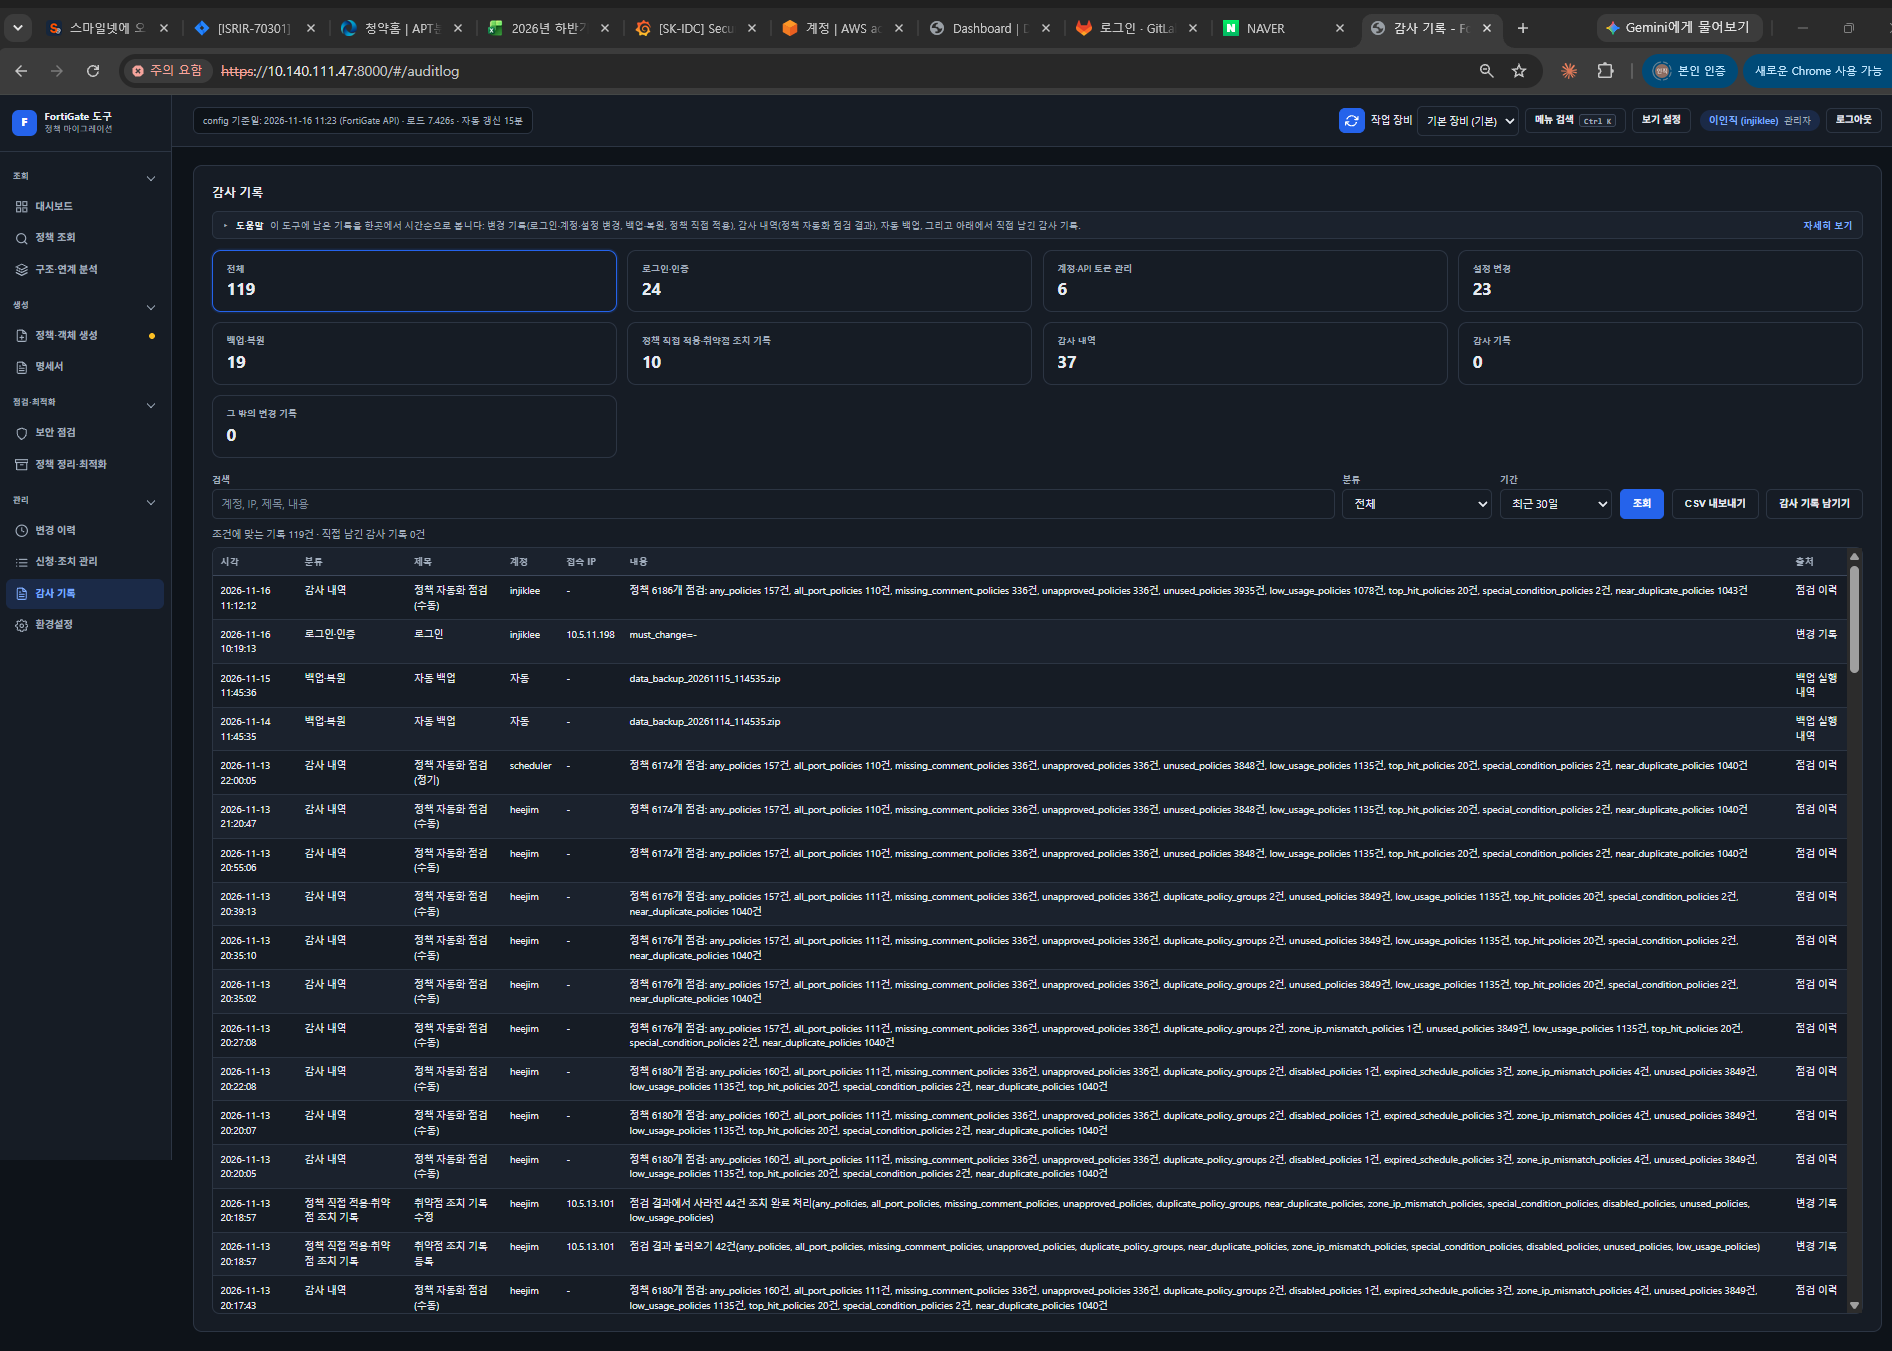 스마일넷에 오
[ISRIR-70301]
청약홈 | APT분
2026년 하반기
[SK-IDC] Secu
계정 | AWS ac
Dashboard | D
로그인 · GitLa
NAVER
감사 기록 - Fo
Gemini에게 물어보기
주의 요함
https://10.140.111.47:8000/#/auditlog
본인 인증
새로운 Chrome 사용 가능
F
FortiGate 도구
정책 마이그레이션
config 기준일: 2026-11-16 11:23 (FortiGate API) · 로드 7.426s · 자동 갱신 15분
작업 장비
기본 장비 (기본)
메뉴 검색 Ctrl K
보기 설정
이인직 (injiklee) 관리자
로그아웃
조회
대시보드
정책 조회
구조·연계 분석
생성
정책·객체 생성
명세서
점검·최적화
보안 점검
정책 정리·최적화
관리
변경 이력
신청·조치 관리
감사 기록
환경설정
감사 기록
도움말 이 도구에 남은 기록을 한곳에서 시간순으로 봅니다: 변경 기록(로그인·계정·설정 변경, 백업·복원, 정책 직접 적용), 감사 내역(정책 자동화 점검 결과), 자동 백업, 그리고 아래에서 직접 남긴 감사 기록.
자세히 보기
전체
119
로그인·인증
24
계정·API 토큰 관리
6
설정 변경
23
백업·복원
19
정책 직접 적용·취약점 조치 기록
10
감사 내역
37
감사 기록
0
그 밖의 변경 기록
0
검색
계정, IP, 제목, 내용
분류
전체
기간
최근 30일
조회
CSV 내보내기
감사 기록 남기기
조건에 맞는 기록 119건 · 직접 남긴 감사 기록 0건
시각 분류 제목 계정 접속 IP 내용 출처
2026-11-16 11:12:12 감사 내역 정책 자동화 점검 (수동) injiklee - 정책 6186개 점검: any_policies 157건, all_port_policies 110건, missing_comment_policies 336건, unapproved_policies 336건, unused_policies 3935건, low_usage_policies 1078건, top_hit_policies 20건, special_condition_policies 2건, near_duplicate_policies 1043건 점검 이력
2026-11-16 10:19:13 로그인·인증 로그인 injiklee 10.5.11.198 must_change=- 변경 기록
2026-11-15 11:45:36 백업·복원 자동 백업 자동 - data_backup_20261115_114535.zip 백업 실행 내역
2026-11-14 11:45:35 백업·복원 자동 백업 자동 - data_backup_20261114_114535.zip 백업 실행 내역
2026-11-13 22:00:05 감사 내역 정책 자동화 점검 (정기) scheduler - 정책 6174개 점검: any_policies 157건, all_port_policies 110건, missing_comment_policies 336건, unapproved_policies 336건, unused_policies 3848건, low_usage_policies 1135건, top_hit_policies 20건, special_condition_policies 2건, near_duplicate_policies 1040건 점검 이력
2026-11-13 21:20:47 감사 내역 정책 자동화 점검 (수동) heejim - 정책 6174개 점검: any_policies 157건, all_port_policies 110건, missing_comment_policies 336건, unapproved_policies 336건, unused_policies 3848건, low_usage_policies 1135건, top_hit_policies 20건, special_condition_policies 2건, near_duplicate_policies 1040건 점검 이력
2026-11-13 20:55:06 감사 내역 정책 자동화 점검 (수동) heejim - 정책 6174개 점검: any_policies 157건, all_port_policies 110건, missing_comment_policies 336건, unapproved_policies 336건, unused_policies 3848건, low_usage_policies 1135건, top_hit_policies 20건, special_condition_policies 2건, near_duplicate_policies 1040건 점검 이력
2026-11-13 20:39:13 감사 내역 정책 자동화 점검 (수동) heejim - 정책 6176개 점검: any_policies 157건, all_port_policies 111건, missing_comment_policies 336건, unapproved_policies 336건, duplicate_policy_groups 2건, unused_policies 3849건, low_usage_policies 1135건, top_hit_policies 20건, special_condition_policies 2건, near_duplicate_policies 1040건 점검 이력
2026-11-13 20:35:10 감사 내역 정책 자동화 점검 (수동) heejim - 정책 6176개 점검: any_policies 157건, all_port_policies 111건, missing_comment_policies 336건, unapproved_policies 336건, duplicate_policy_groups 2건, unused_policies 3849건, low_usage_policies 1135건, top_hit_policies 20건, special_condition_policies 2건, near_duplicate_policies 1040건 점검 이력
2026-11-13 20:35:02 감사 내역 정책 자동화 점검 (수동) heejim - 정책 6176개 점검: any_policies 157건, all_port_policies 111건, missing_comment_policies 336건, unapproved_policies 336건, duplicate_policy_groups 2건, unused_policies 3849건, low_usage_policies 1135건, top_hit_policies 20건, special_condition_policies 2건, near_duplicate_policies 1040건 점검 이력
2026-11-13 20:27:08 감사 내역 정책 자동화 점검 (수동) heejim - 정책 6176개 점검: any_policies 157건, all_port_policies 111건, missing_comment_policies 336건, unapproved_policies 336건, duplicate_policy_groups 2건, zone_ip_mismatch_policies 1건, unused_policies 3849건, low_usage_policies 1135건, top_hit_policies 20건, special_condition_policies 2건, near_duplicate_policies 1040건 점검 이력
2026-11-13 20:22:08 감사 내역 정책 자동화 점검 (수동) heejim - 정책 6180개 점검: any_policies 160건, all_port_policies 111건, missing_comment_policies 336건, unapproved_policies 336건, duplicate_policy_groups 2건, disabled_policies 1건, expired_schedule_policies 3건, zone_ip_mismatch_policies 4건, unused_policies 3849건, low_usage_policies 1135건, top_hit_policies 20건, special_condition_policies 2건, near_duplicate_policies 1040건 점검 이력
2026-11-13 20:20:07 감사 내역 정책 자동화 점검 (수동) heejim - 정책 6180개 점검: any_policies 160건, all_port_policies 111건, missing_comment_policies 336건, unapproved_policies 336건, duplicate_policy_groups 2건, disabled_policies 1건, expired_schedule_policies 3건, zone_ip_mismatch_policies 4건, unused_policies 3849건, low_usage_policies 1135건, top_hit_policies 20건, special_condition_policies 2건, near_duplicate_policies 1040건 점검 이력
2026-11-13 20:20:05 감사 내역 정책 자동화 점검 (수동) heejim - 정책 6180개 점검: any_policies 160건, all_port_policies 111건, missing_comment_policies 336건, unapproved_policies 336건, duplicate_policy_groups 2건, disabled_policies 1건, expired_schedule_policies 3건, zone_ip_mismatch_policies 4건, unused_policies 3849건, low_usage_policies 1135건, top_hit_policies 20건, special_condition_policies 2건, near_duplicate_policies 1040건 점검 이력
2026-11-13 20:18:57 정책 직접 적용·취약점 조치 기록 취약점 조치 기록 수정 heejim 10.5.13.101 점검 결과에서 사라진 44건 조치 완료 처리(any_policies, all_port_policies, missing_comment_policies, unapproved_policies, duplicate_policy_groups, near_duplicate_policies, zone_ip_mismatch_policies, special_condition_policies, disabled_policies, unused_policies, low_usage_policies) 변경 기록
2026-11-13 20:18:57 정책 직접 적용·취약점 조치 기록 취약점 조치 기록 등록 heejim 10.5.13.101 점검 결과 불러오기 42건(any_policies, all_port_policies, missing_comment_policies, unapproved_policies, duplicate_policy_groups, near_duplicate_policies, zone_ip_mismatch_policies, special_condition_policies, disabled_policies, unused_policies, low_usage_policies) 변경 기록
2026-11-13 20:17:43 감사 내역 정책 자동화 점검 (수동) heejim - 정책 6180개 점검: any_policies 160건, all_port_policies 111건, missing_comment_policies 336건, unapproved_policies 336건, duplicate_policy_groups 2건, disabled_policies 1건, expired_schedule_policies 3건, zone_ip_mismatch_policies 4건, unused_policies 3849건, low_usage_policies 1135건, top_hit_policies 20건, special_condition_policies 2건, near_duplicate_policies 1040건 점검 이력